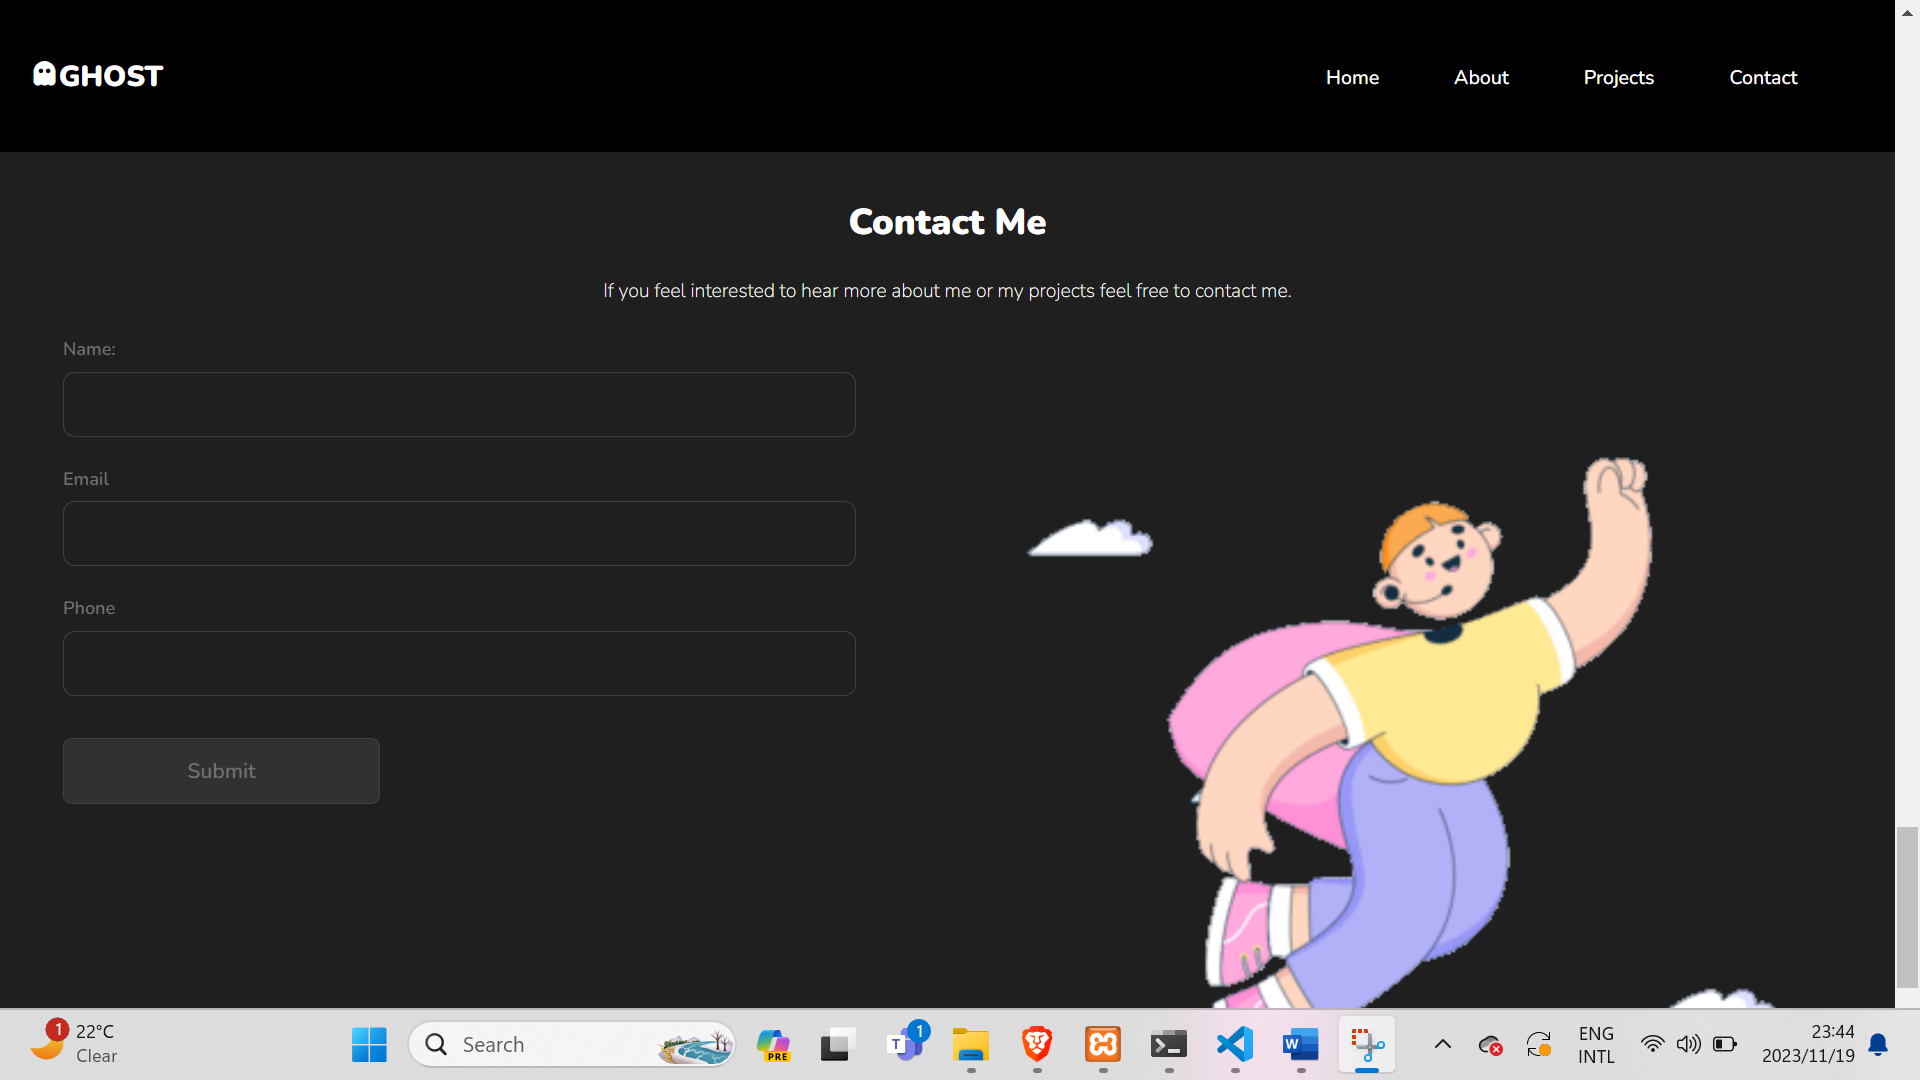 GHOST
Home About Projects Contact
Contact Me
If you feel interested to hear more about me or my projects feel free to contact me.
Name:
Email
Phone
Submit
1
22°C
Clear
Search
PRE
T
1
W
ENG
INTL
23:44
2023/11/19